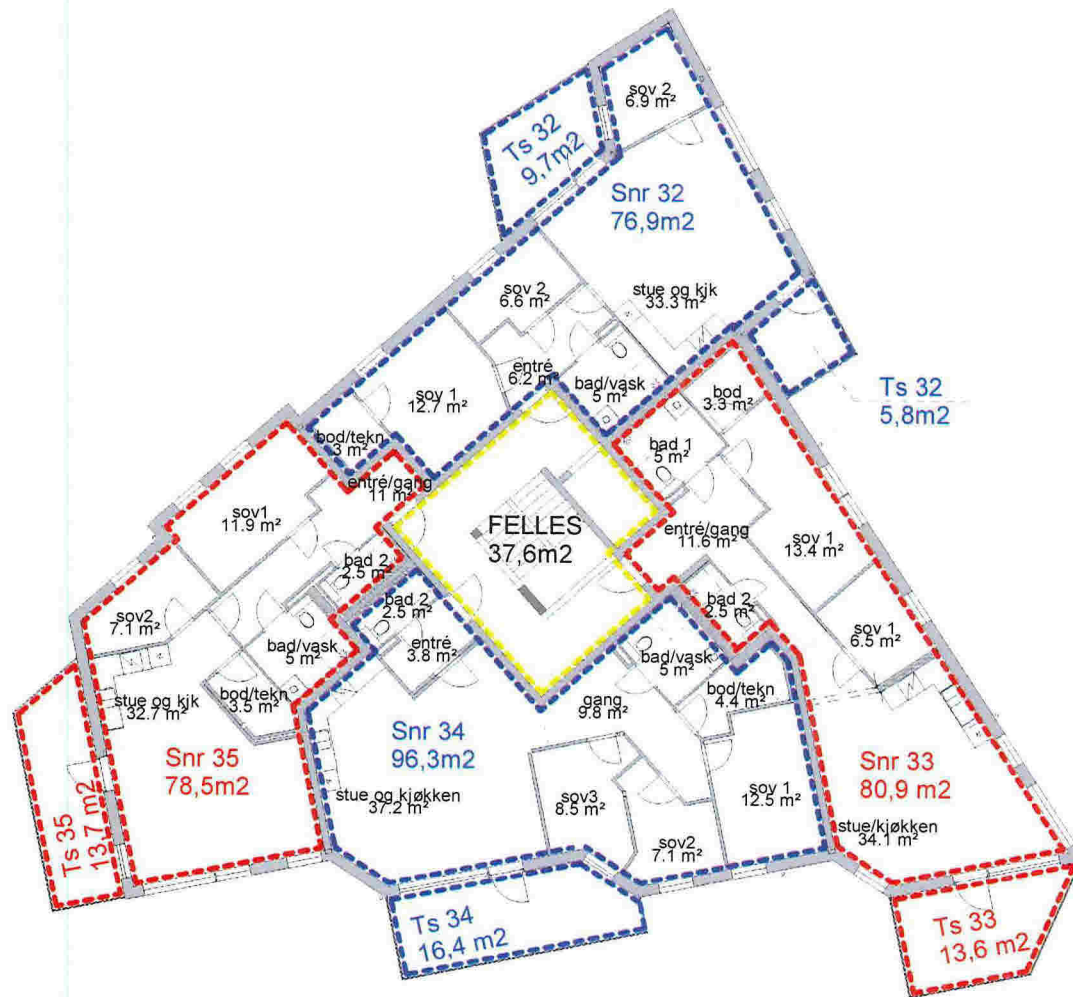 sov 2
6.9 m²
Ts 32
9,7m2
Snr 32
76,9m2
sov 2
6.6 m²
stue og kjk
33.3 m²
entré
6.2 m²
bad/vask
5 m²
Ts 32
5,8m2
sov 1
12.7 m²
bod
3.3 m²
bod/tekn
3 m²
bad 1
5 m²
entré/gang
11 m²
sov1
11.9 m²
FELLES
37,6m2
entré/gang
11.6 m²
sov 1
13.4 m²
bad 2
2.5 m²
bad 2
2.5 m²
bad 2
2.5 m²
sov2
7.1 m²
sov 1
6.5 m²
entré
3.8 m²
bad/vask
5 m²
bad/vask
5 m²
bod/tekn
3.5 m²
bod/tekn
4.4 m²
stue og kjk
32.7 m²
gang
9.8 m²
Snr 35
78,5m2
Snr 34
96,3m2
Snr 33
80,9 m2
stue og kjøkken
37.2 m²
sov3
8.5 m²
sov 1
12.5 m²
stue/kjøkken
34.1 m²
sov2
7.1 m²
Ts 35
13,7 m2
Ts 34
16,4 m2
Ts 33
13,6 m2